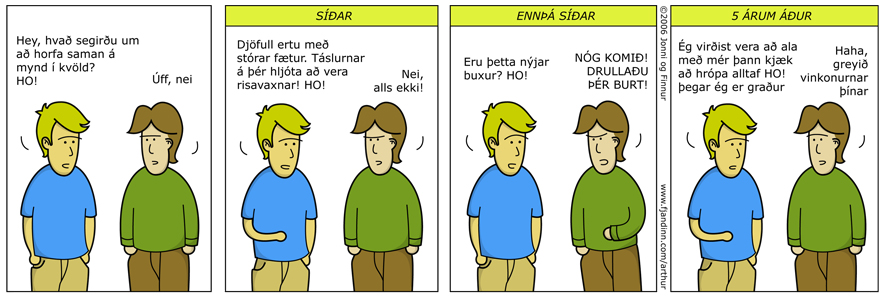 Hey, hvað segirðu um
að horfa saman á
mynd í kvöld?
HO!
Úff, nei
SÍÐAR
Djöfull ertu með
stórar fætur. Táslurnar
á þér hljóta að vera
risavaxnar! HO!
Nei,
alls ekki!
ENNÞÁ SÍÐAR
Eru þetta nýjar
buxur? HO!
NÓG KOMIÐ!
DRULLAÐU
ÞÉR BURT!
©2006 Jonni og Finnur
www.fjandinn.com/arthur
5 ÁRUM ÁÐUR
Ég virðist vera að ala
með mér þann kjæk
að hrópa alltaf HO!
þegar ég er graður
Haha,
greyið
vinkonurnar
þínar